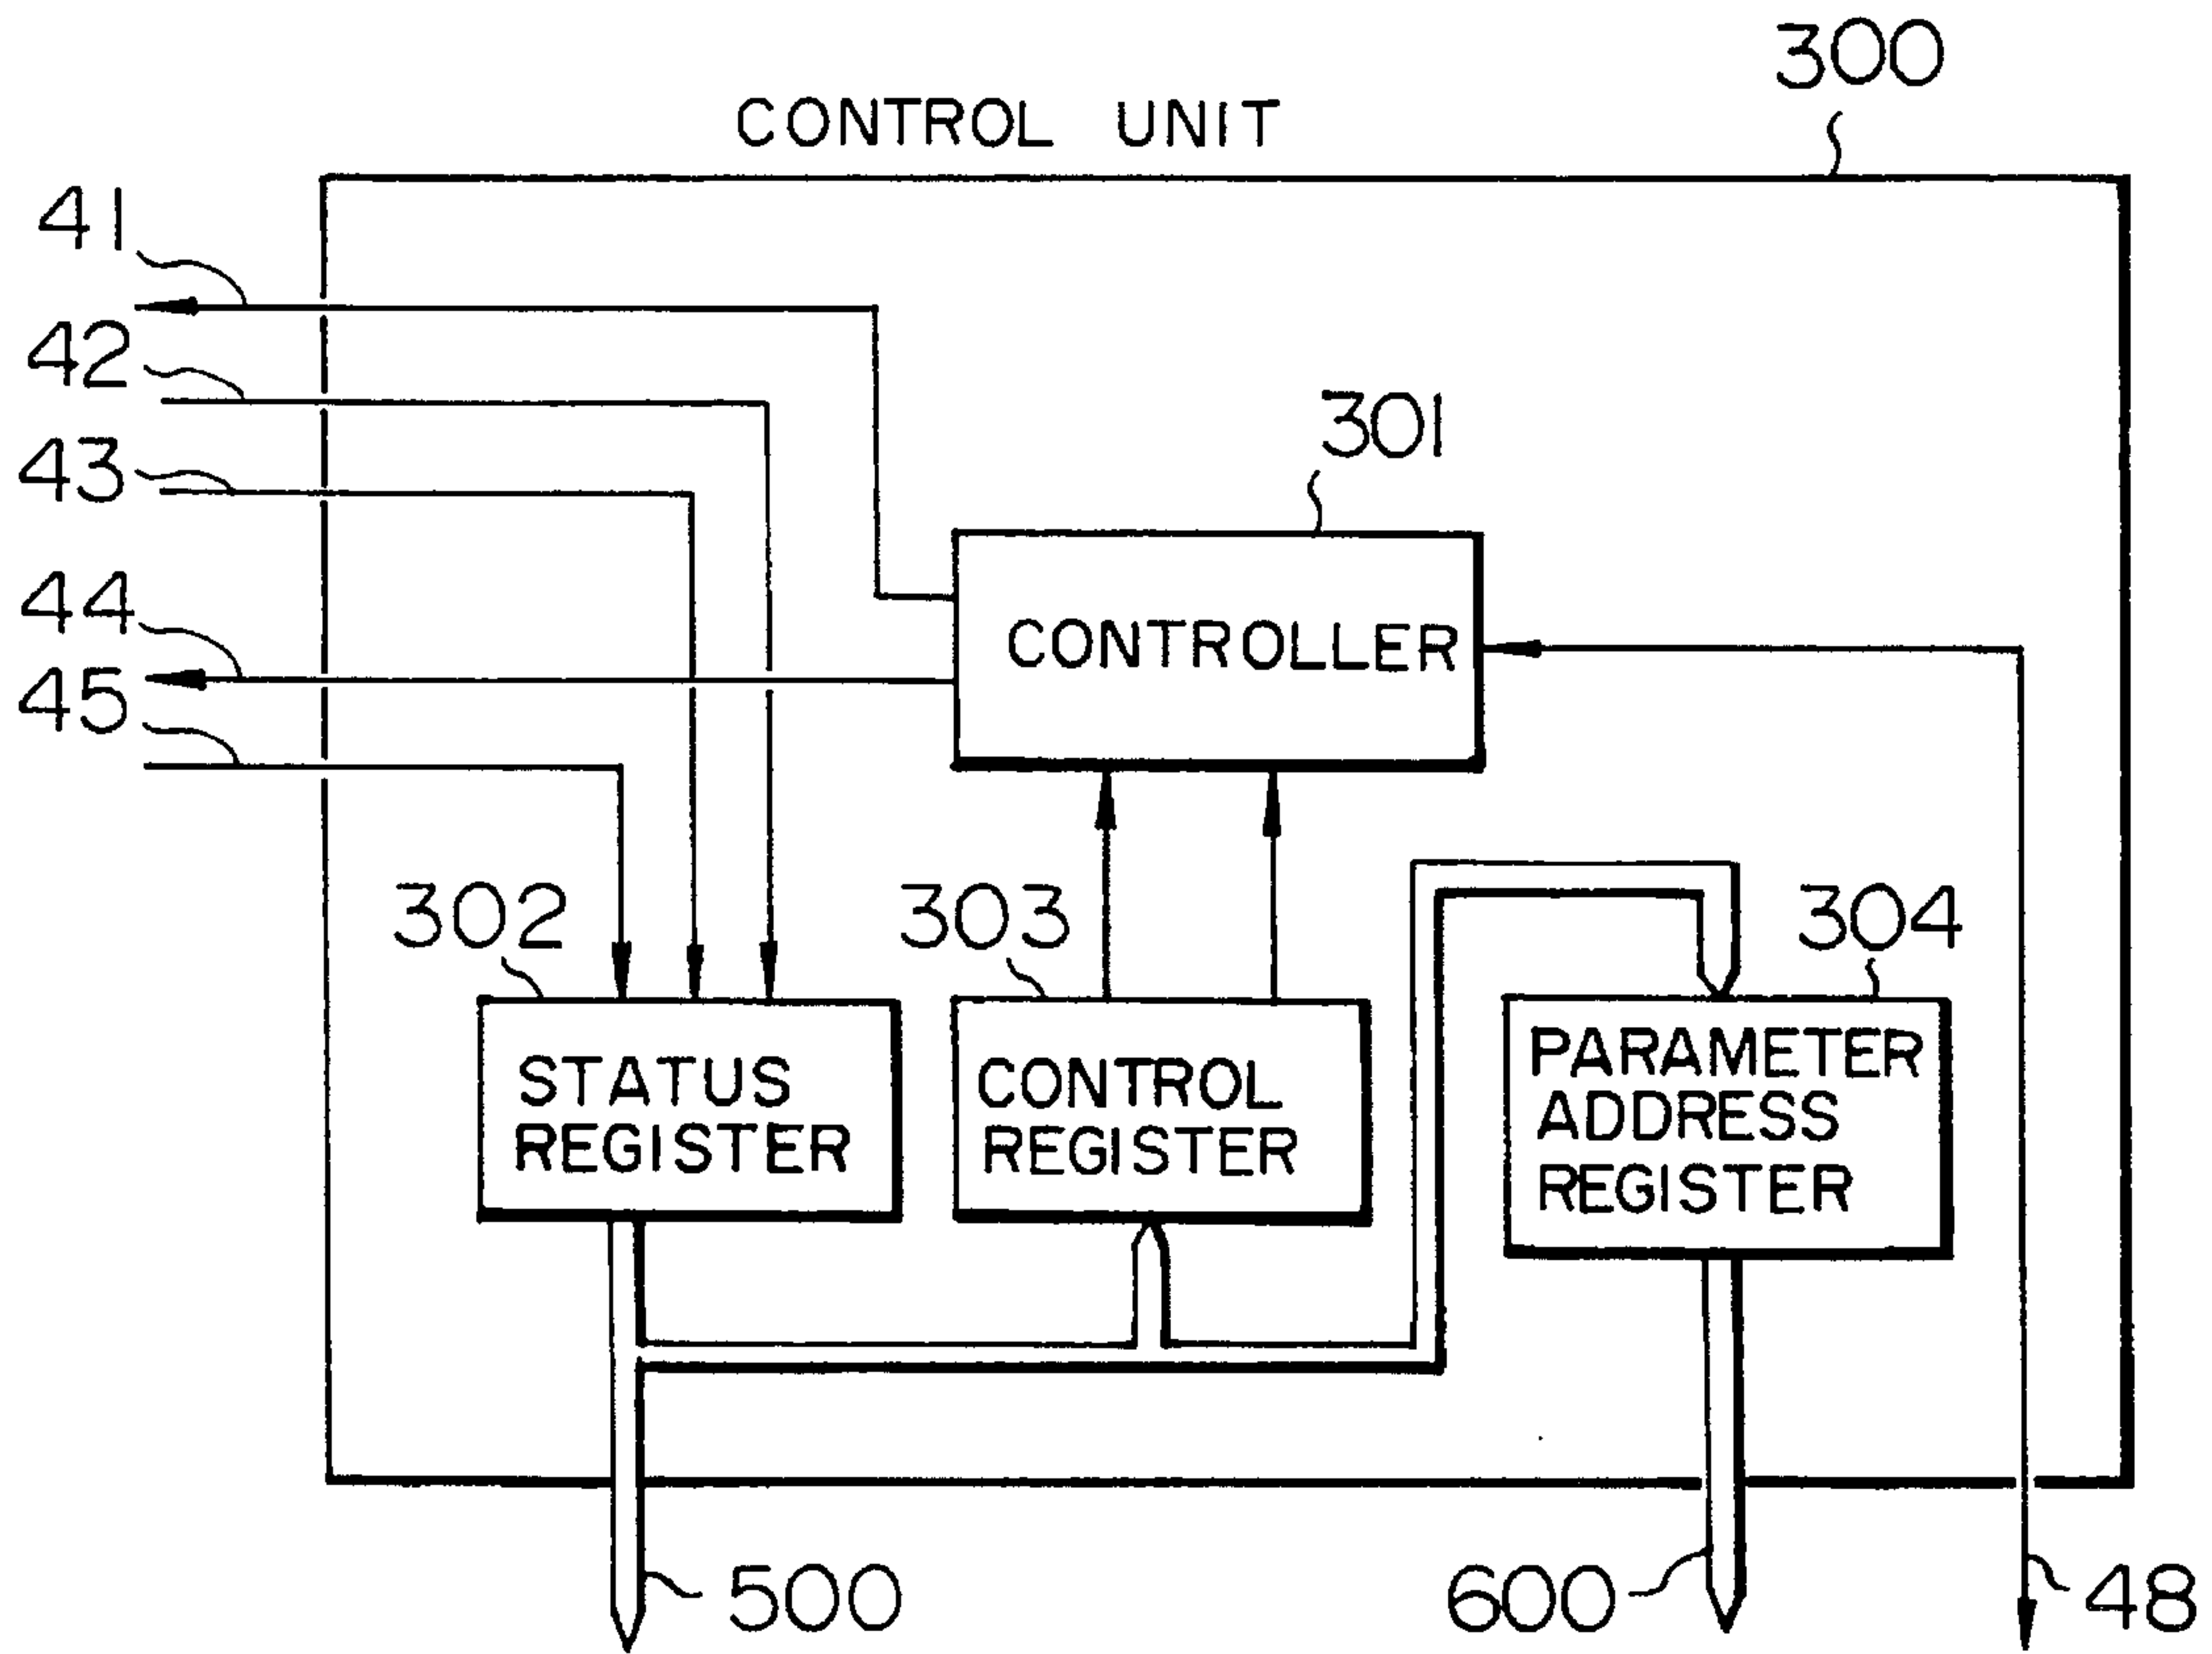 300
CONTROL UNIT
41
42
43
301
44
CONTROLLER
45
302
303
304
STATUS
REGISTER
CONTROL
REGISTER
PARAMETER
ADDRESS
REGISTER
500
600
48